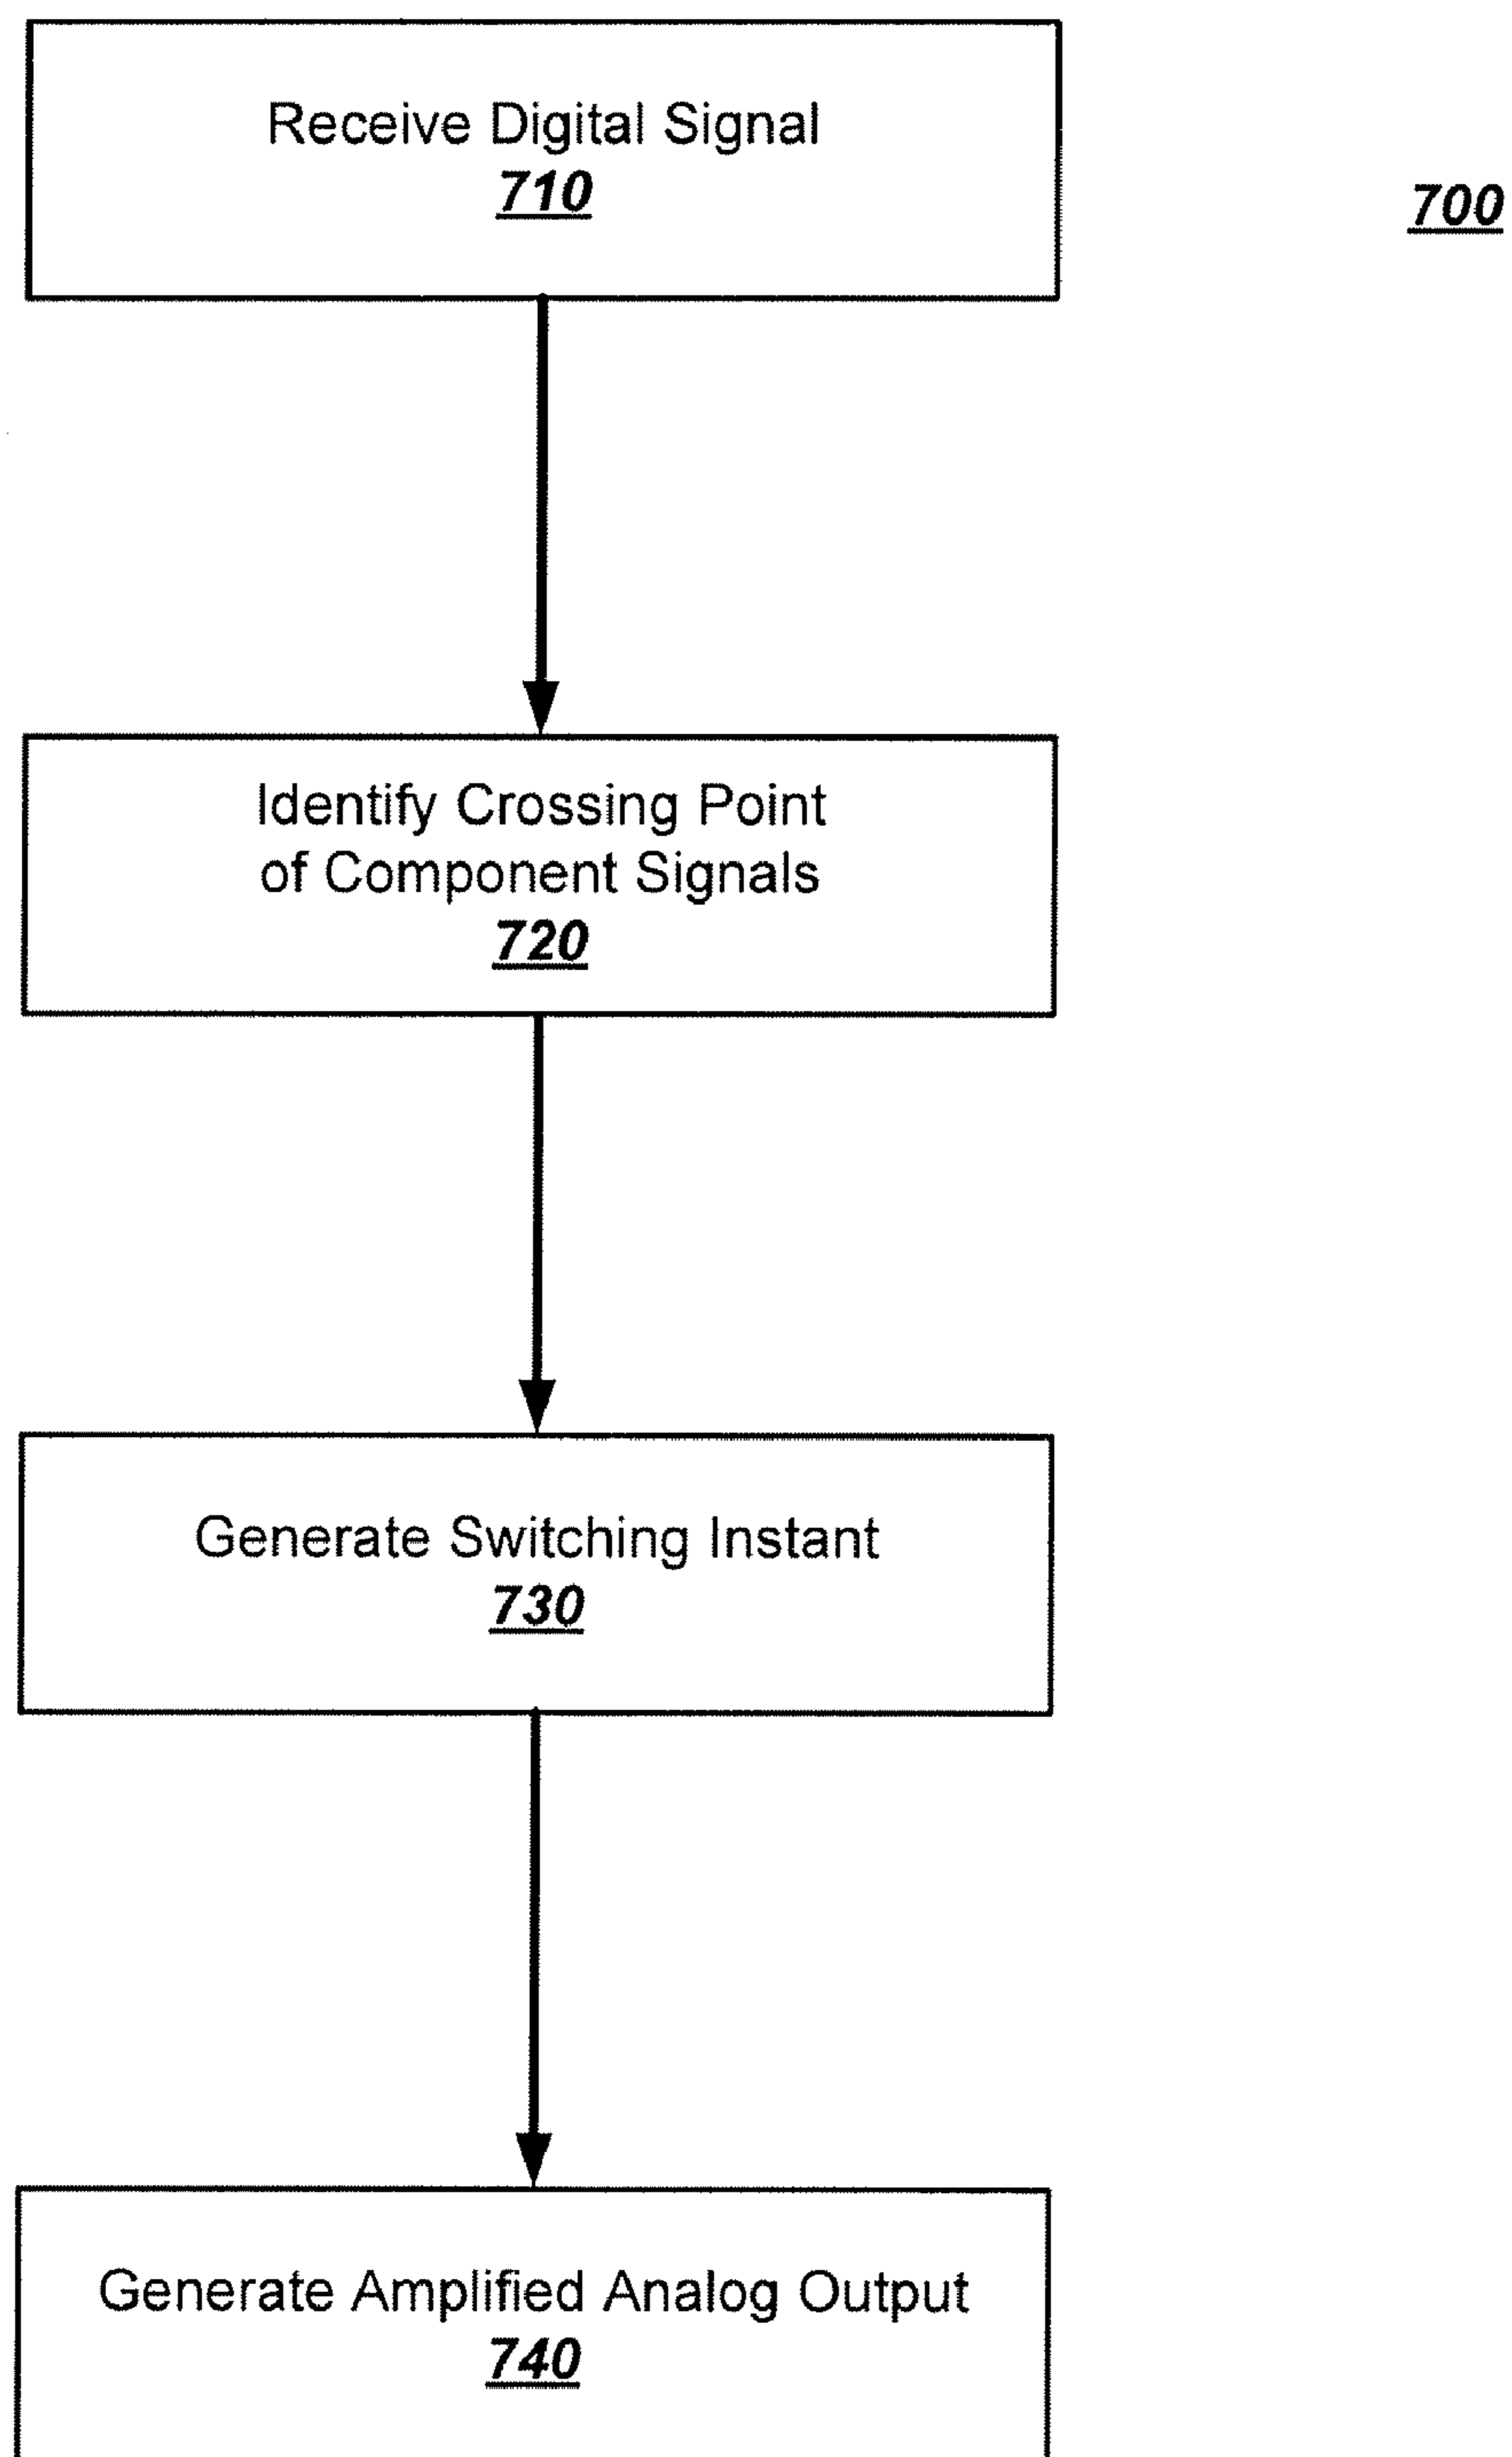 Receive Digital Signal
710
700
Identify Crossing Point
of Component Signals
720
Generate Switching Instant
730
Generate Amplified Analog Output
740